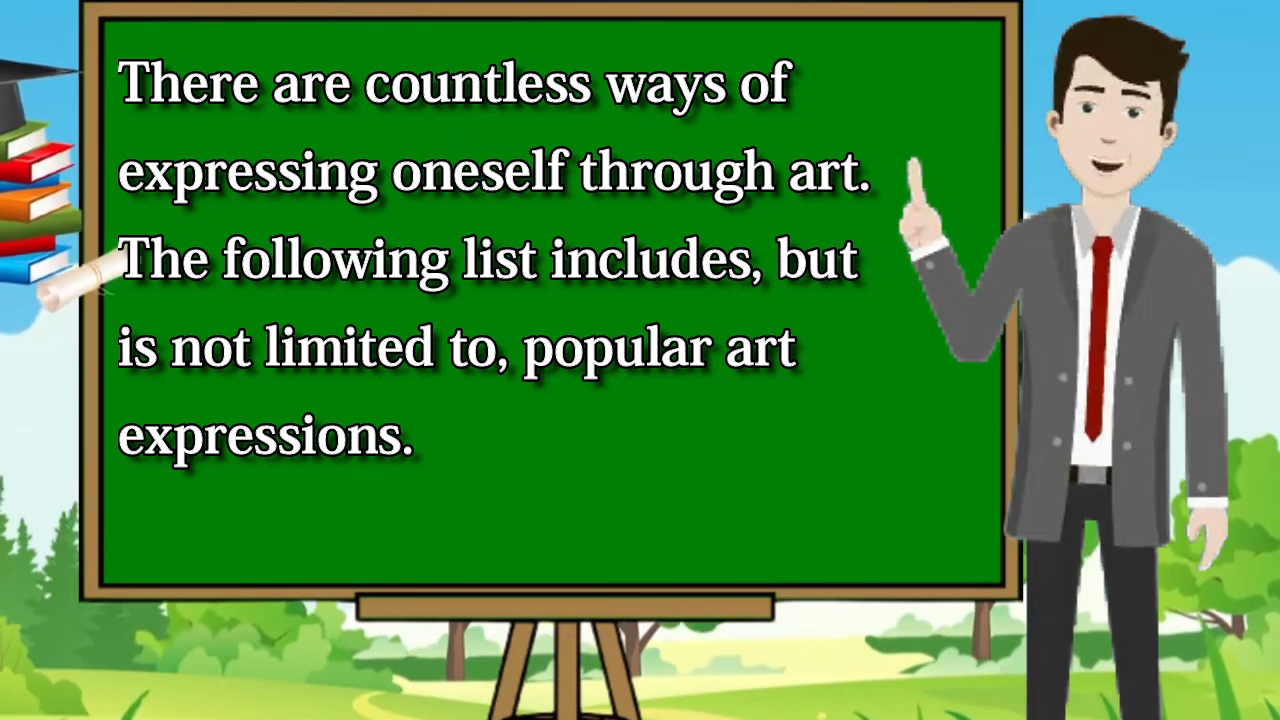 There are countless ways of
expressing oneself through art.
The following list includes, but
is not limited to, popular art
expressions.